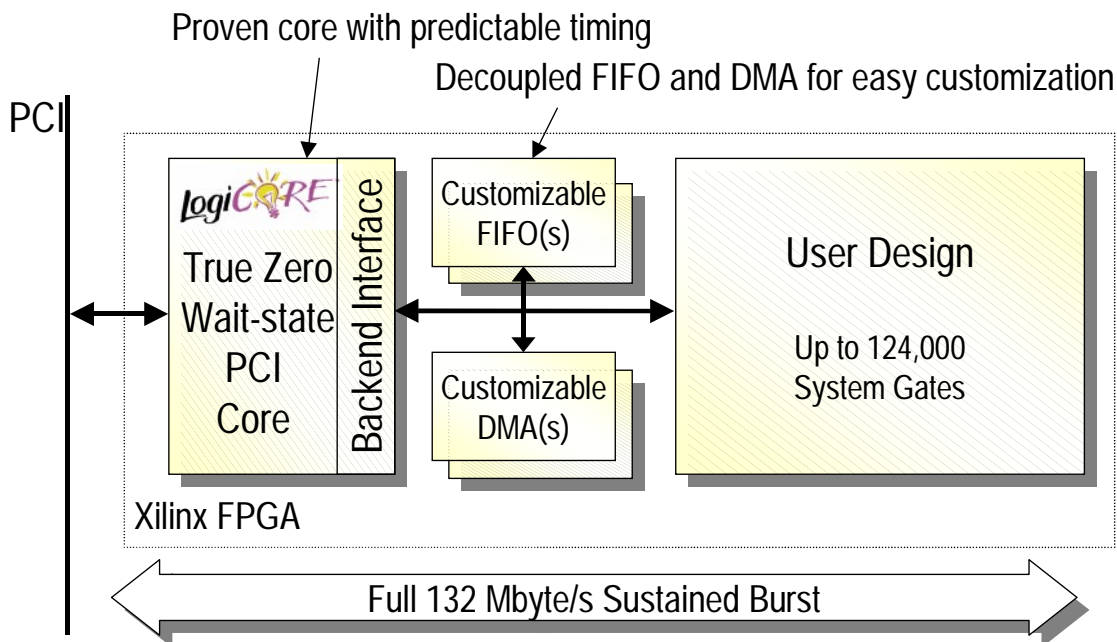 Proven core with predictable timing
Decoupled FIFO and DMA for easy customization
PCI
LogiCORE
True Zero
Wait-state
PCI
Core
Backend Interface
Customizable
FIFO(s)
Customizable
DMA(s)
User Design
Up to 124,000
System Gates
Xilinx FPGA
Full 132 Mbyte/s Sustained Burst